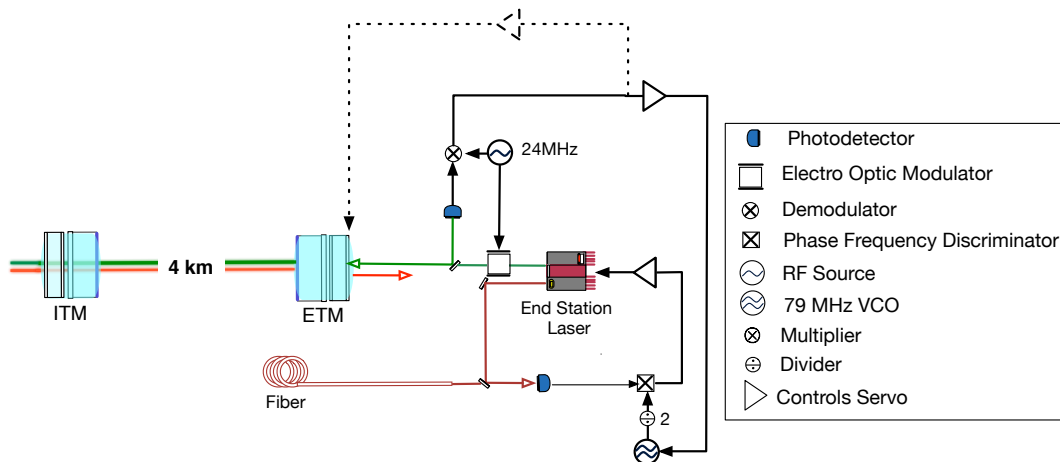 24MHz
4 km
ITM
ETM
End Station
Laser
Fiber
2
Photodetector
Electro Optic Modulator
Demodulator
Phase Frequency Discriminator
RF Source
79 MHz VCO
Multiplier
Divider
Controls Servo